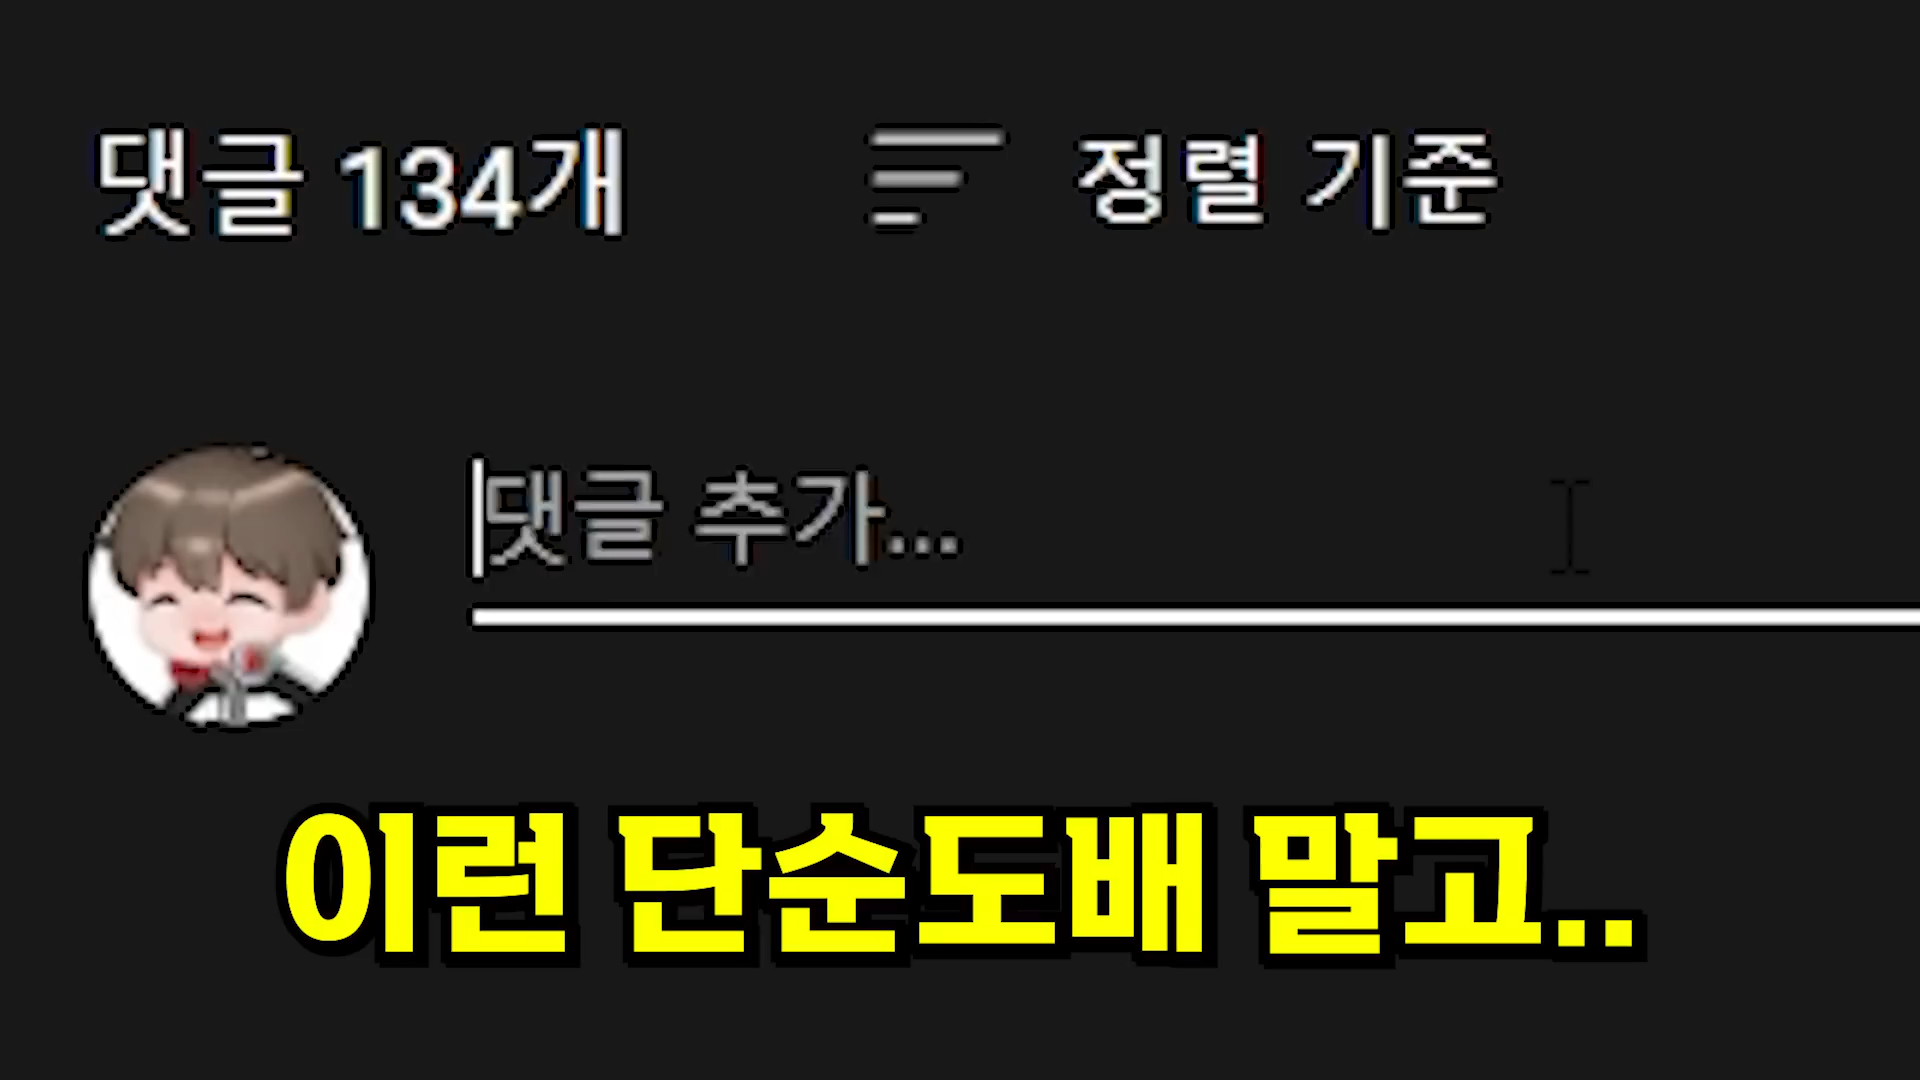 댓글 134개 정렬 기준
댓글 추가...
이런 단순도배 말고..